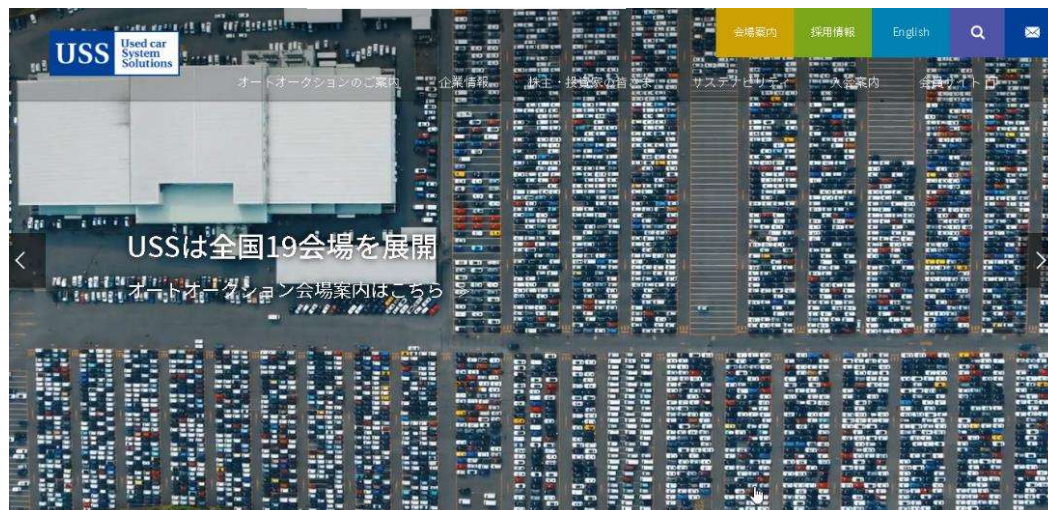 USS Used car
System
Solutions
会場案内 採用情報 English
オートオークションのご案内 企業情報 株主・投資家の皆さま サステナビリティ 入会案内 会員サイト
USSは全国19会場を展開
オートオークション会場案内はこちら